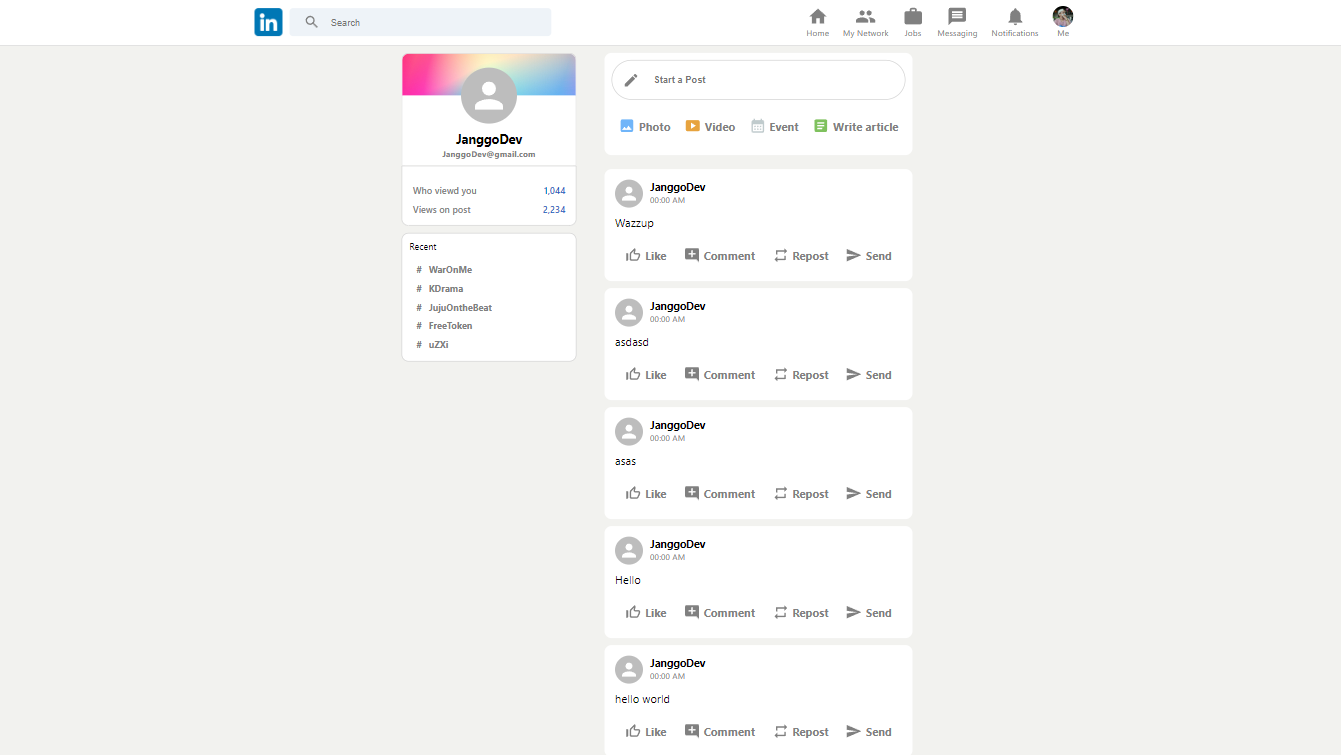 in
Search
Home
My Network
Jobs
Messaging
Notifications
Me
JanggoDev
JanggoDev@gmail.com
Who viewd you 1,044
Views on post 2,234
Recent
# WarOnMe
# KDrama
# JujuOntheBeat
# FreeToken
# uZXi
Start a Post
Photo Video Event Write article
JanggoDev
00:00 AM
Wazzup
Like Comment Repost Send
JanggoDev
00:00 AM
asdasd
Like Comment Repost Send
JanggoDev
00:00 AM
asas
Like Comment Repost Send
JanggoDev
00:00 AM
Hello
Like Comment Repost Send
JanggoDev
00:00 AM
hello world
Like Comment Repost Send